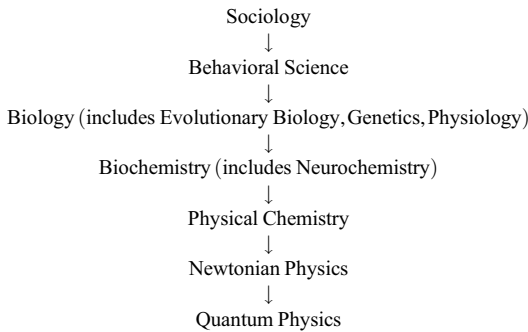 Sociology
↓
Behavioral Science
↓
Biology (includes Evolutionary Biology, Genetics, Physiology)
↓
Biochemistry (includes Neurochemistry)
↓
Physical Chemistry
↓
Newtonian Physics
↓
Quantum Physics